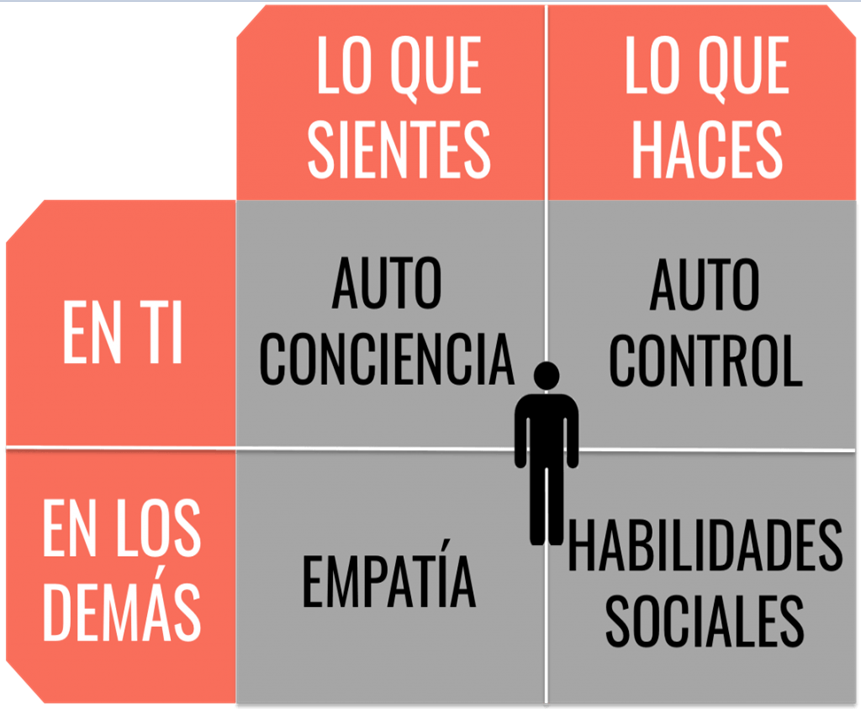 LO QUE
SIENTES
LO QUE
HACES
EN TI
AUTO
CONCIENCIA
AUTO
CONTROL
EN LOS
DEMÁS
EMPATÍA
HABILIDADES
SOCIALES